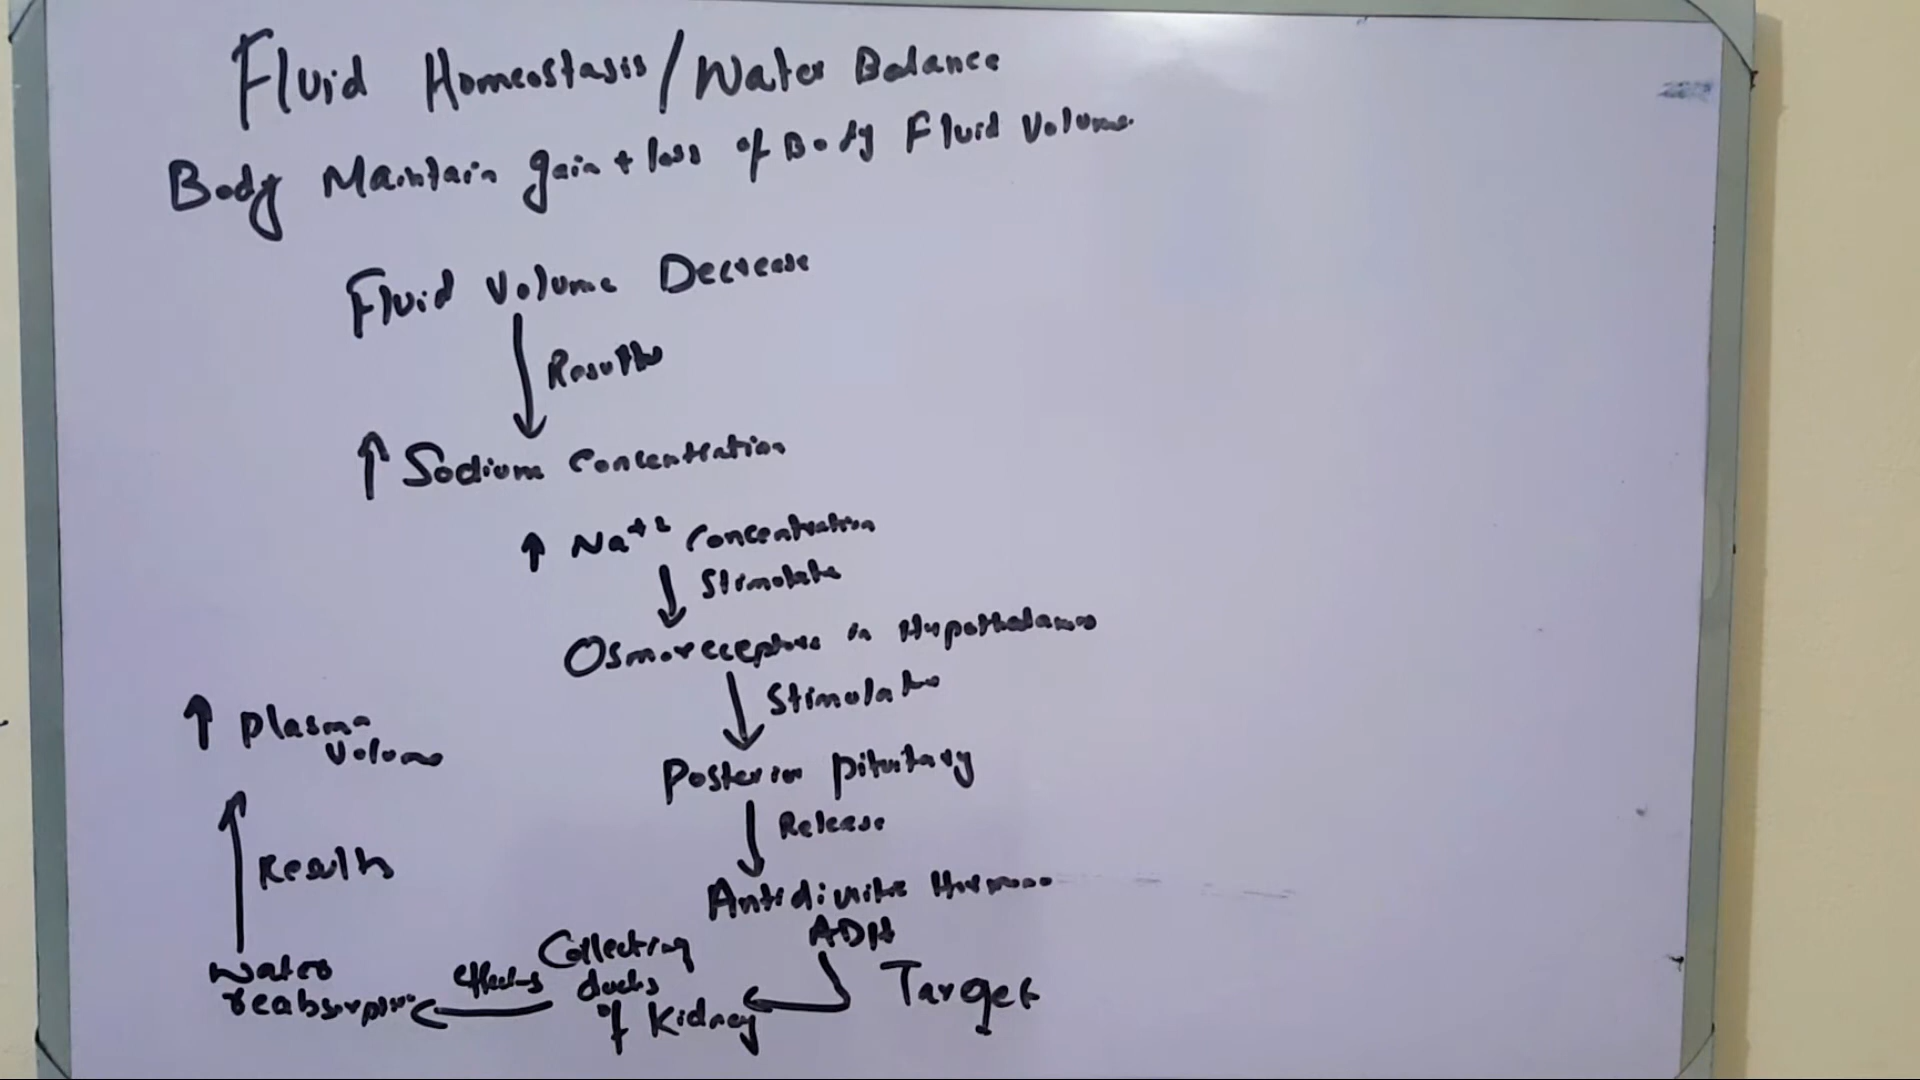 Fluid Homeostasis/Water Balance
Body Maintain gain + loss of Body Fluid Volume
Fluid Volume Decrease
↓ Results
↑ Sodium Concentration
↑ Na⁺² Concentration
↓ Stimulate
Osmoreceptors in Hypothalamus
↓ Stimulate
Posterior pituitary
↓ Release
Antidiuritic Hormone
ADH
Target
Collecting
ducts
of Kidney
effects
Water
reabsorption
Results
↑ Plasma
Volume